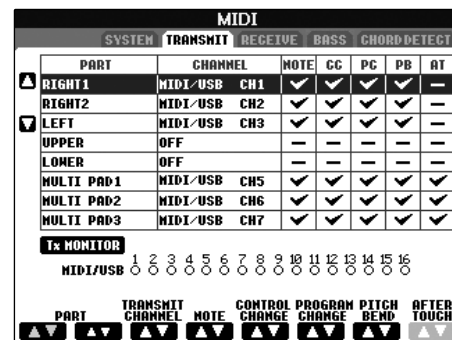 MIDI
SYSTEM TRANSMIT RECEIVE BASS CHORD DETECT
PART CHANNEL NOTE CC PC PB AT
RIGHT1 MIDI/USB CH1
RIGHT2 MIDI/USB CH2
LEFT MIDI/USB CH3
UPPER OFF
LOWER OFF
MULTI PAD1 MIDI/USB CH5
MULTI PAD2 MIDI/USB CH6
MULTI PAD3 MIDI/USB CH7
Tx MONITOR
1 2 3 4 5 6 7 8 9 10 11 12 13 14 15 16
MIDI/USB
PART TRANSMIT CHANNEL NOTE CONTROL CHANGE PROGRAM CHANGE PITCH BEND AFTER TOUCH